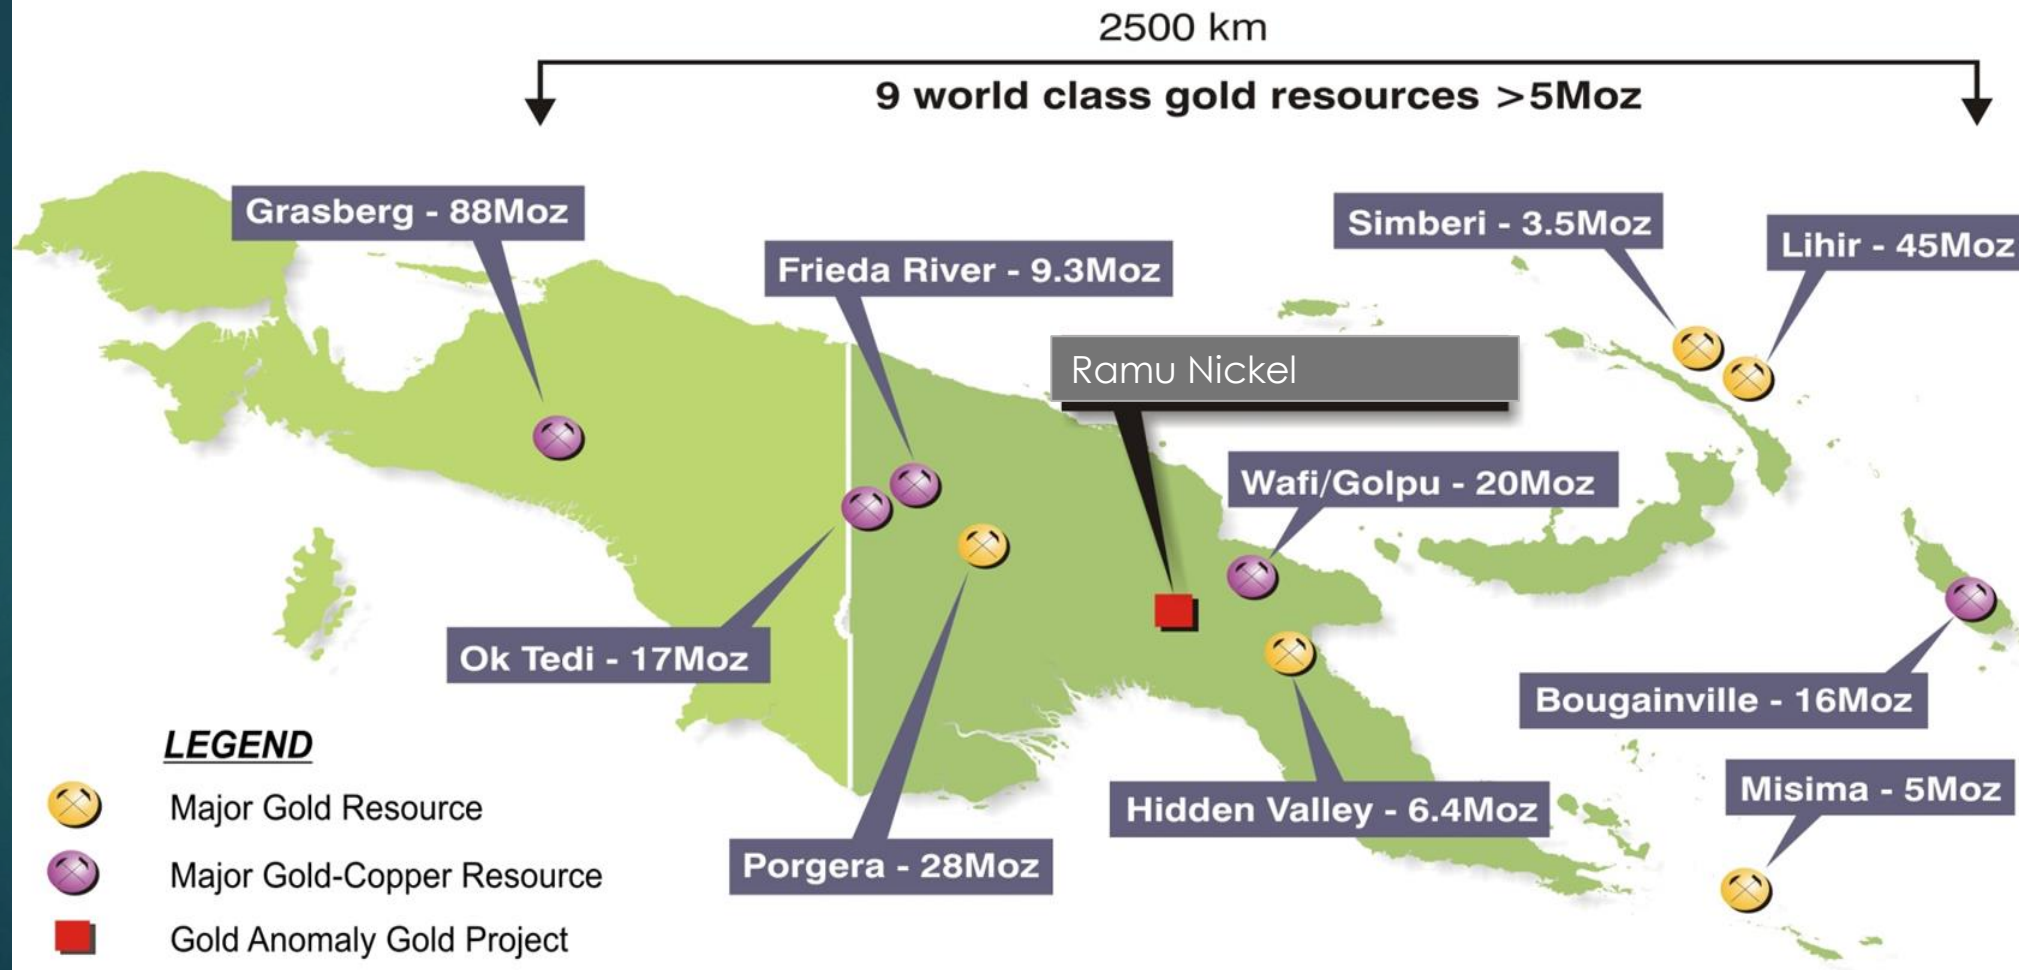 2500 km
9 world class gold resources >5Moz
Grasberg - 88Moz
Simberi - 3.5Moz
Lihir - 45Moz
Frieda River - 9.3Moz
Ramu Nickel
Wafi/Golpu - 20Moz
Ok Tedi - 17Moz
Bougainville - 16Moz
Misima - 5Moz
Hidden Valley - 6.4Moz
Porgera - 28Moz
LEGEND
Major Gold Resource
Major Gold-Copper Resource
Gold Anomaly Gold Project